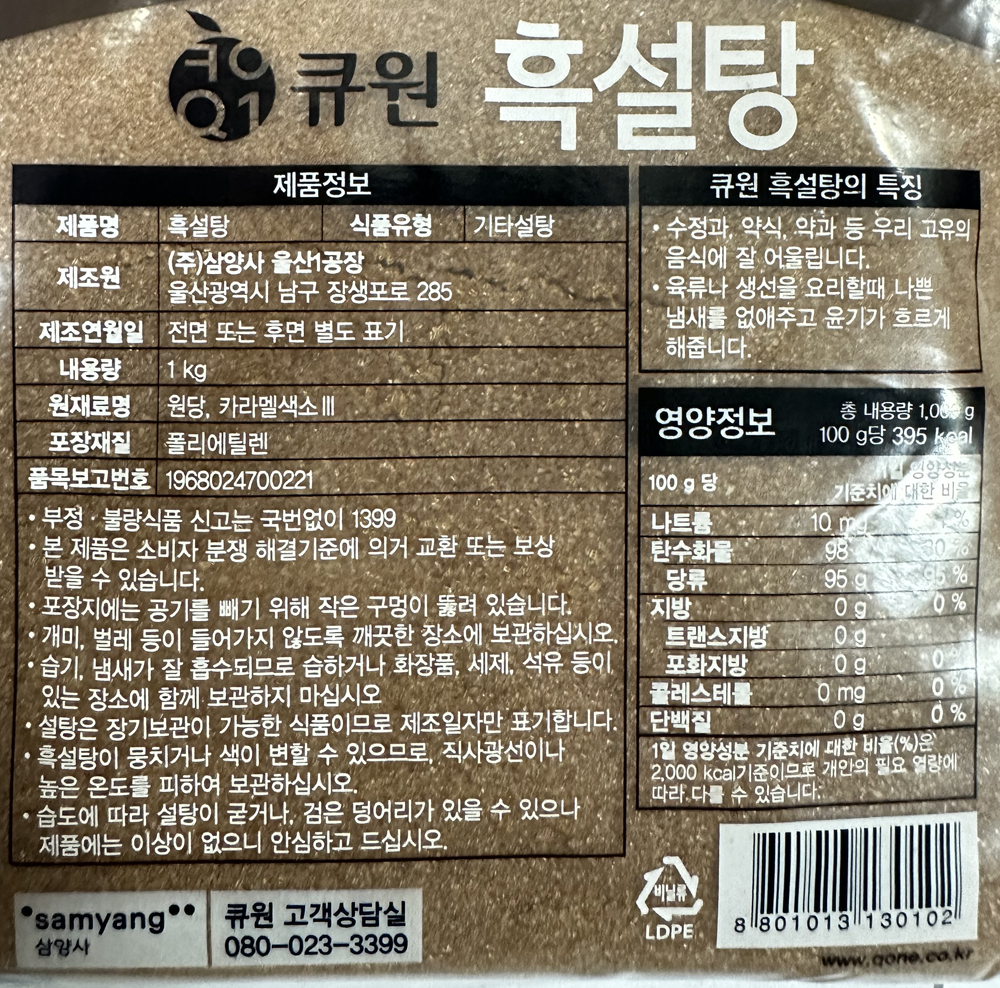 큐원 흑설탕
제품정보
제품명 흑설탕 식품유형 기타설탕
제조원 (주)삼양사 울산1공장
울산광역시 남구 장생포로 285
제조연월일 전면 또는 후면 별도 표기
내용량 1 kg
원재료명 원당, 카라멜색소Ⅲ
포장재질 폴리에틸렌
품목보고번호 1968024700221
• 부정 · 불량식품 신고는 국번없이 1399
• 본 제품은 소비자 분쟁 해결기준에 의거 교환 또는 보상
받을 수 있습니다.
• 포장지에는 공기를 빼기 위해 작은 구멍이 뚫려 있습니다.
• 개미, 벌레 등이 들어가지 않도록 깨끗한 장소에 보관하십시오.
• 습기, 냄새가 잘 흡수되므로 습하거나 화장품, 세제, 석유 등이
있는 장소에 함께 보관하지 마십시오
• 설탕은 장기보관이 가능한 식품이므로 제조일자만 표기합니다.
• 흑설탕이 뭉치거나 색이 변할 수 있으므로, 직사광선이나
높은 온도를 피하여 보관하십시오.
• 습도에 따라 설탕이 굳거나, 검은 덩어리가 있을 수 있으나
제품에는 이상이 없으니 안심하고 드십시오.
큐원 흑설탕의 특징
• 수정과, 약식, 약과 등 우리 고유의
음식에 잘 어울립니다.
• 육류나 생선을 요리할때 나쁜
냄새를 없애주고 윤기가 흐르게
해줍니다.
영양정보
총 내용량
100 g당 395 kcal
100 g 당
기준치에 대한 비율
나트륨 10 mg
탄수화물 98
당류 95 g
지방 0 g 0 %
트랜스지방 0 g
포화지방 0 g
콜레스테롤 0 mg 0 %
단백질 0 g 0 %
1일 영양성분 기준치에 대한 비율(%)은
2,000 kcal기준이므로 개인의 필요 열량에
따라 다를 수 있습니다.
samyang
삼양사
큐원 고객상담실
080-023-3399
비닐류
LDPE
8 801013 130102
www.qone.co.kr